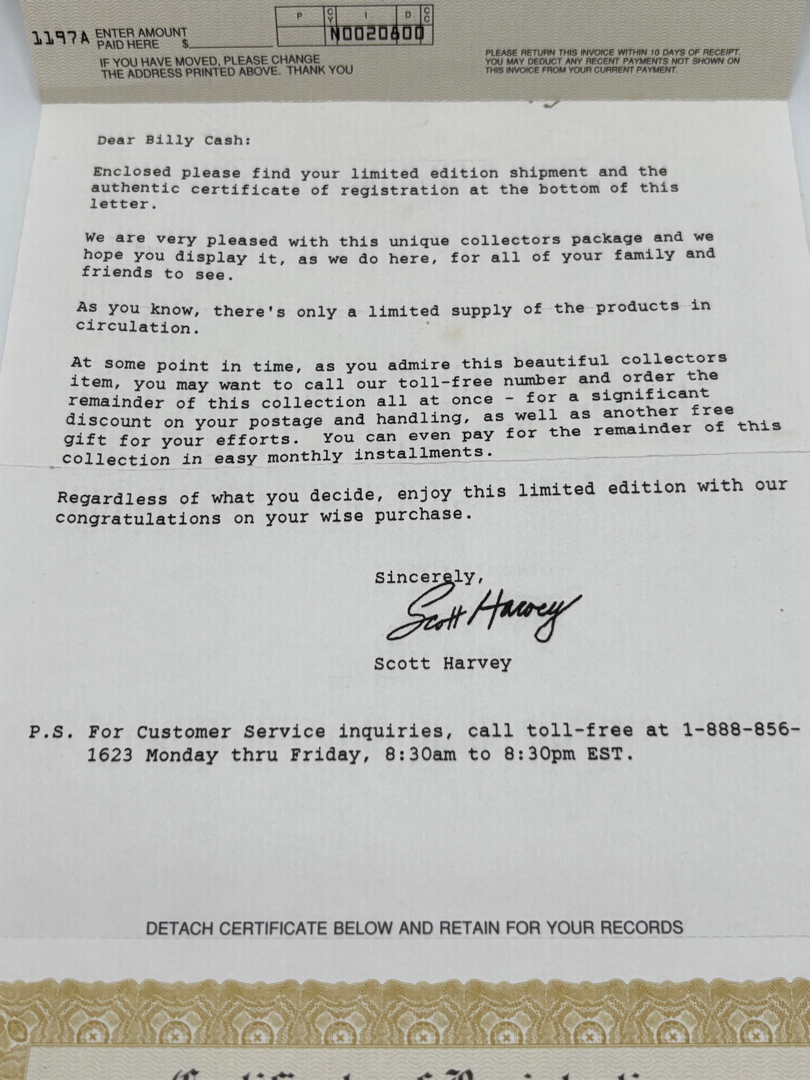 P C Y I D C C
N0020600
1197A ENTER AMOUNT
PAID HERE $
IF YOU HAVE MOVED, PLEASE CHANGE
THE ADDRESS PRINTED ABOVE. THANK YOU
PLEASE RETURN THIS INVOICE WITHIN 10 DAYS OF RECEIPT.
YOU MAY DEDUCT ANY RECENT PAYMENTS NOT SHOWN ON
THIS INVOICE FROM YOUR CURRENT PAYMENT.
Dear Billy Cash:
Enclosed please find your limited edition shipment and the
authentic certificate of registration at the bottom of this
letter.
We are very pleased with this unique collectors package and we
hope you display it, as we do here, for all of your family and
friends to see.
As you know, there's only a limited supply of the products in
circulation.
At some point in time, as you admire this beautiful collectors
item, you may want to call our toll-free number and order the
remainder of this collection all at once - for a significant
discount on your postage and handling, as well as another free
gift for your efforts. You can even pay for the remainder of this
collection in easy monthly installments.
Regardless of what you decide, enjoy this limited edition with our
congratulations on your wise purchase.
Sincerely,
Scott Harvey
Scott Harvey
P.S. For Customer Service inquiries, call toll-free at 1-888-856-
1623 Monday thru Friday, 8:30am to 8:30pm EST.
DETACH CERTIFICATE BELOW AND RETAIN FOR YOUR RECORDS